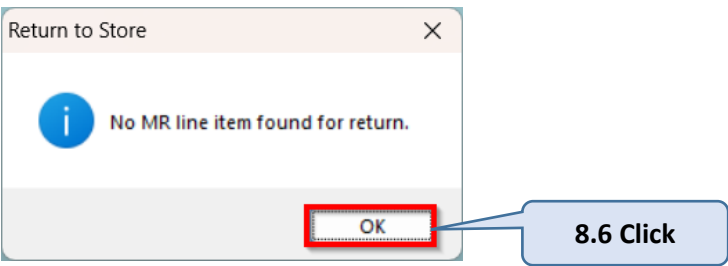 Return to Store
No MR line item found for return.
OK
8.6 Click